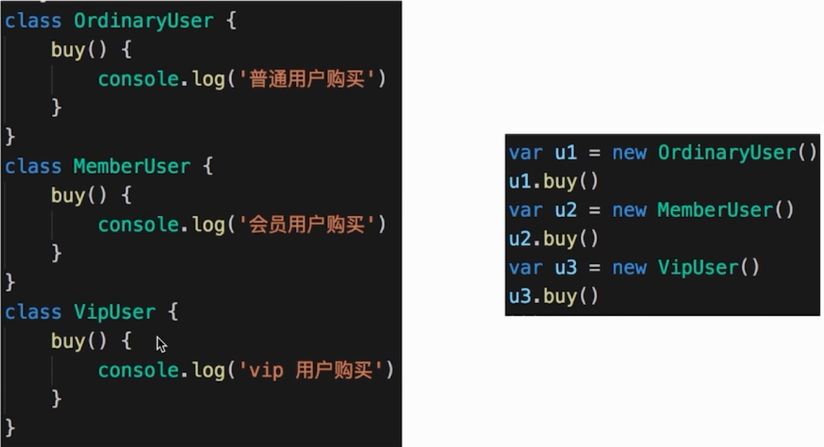 class OrdinaryUser {
    buy() {
        console.log('普通用户购买')
    }
}
class MemberUser {
    buy() {
        console.log('会员用户购买')
    }
}
class VipUser {
    buy() {
        console.log('vip 用户购买')
    }
}
var u1 = new OrdinaryUser()
u1.buy()
var u2 = new MemberUser()
u2.buy()
var u3 = new VipUser()
u3.buy()